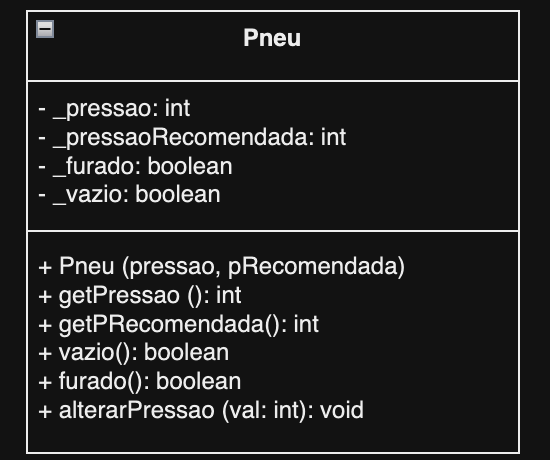 Pneu
- _pressao: int
- _pressaoRecomendada: int
- _furado: boolean
- _vazio: boolean
+ Pneu (pressao, pRecomendada)
+ getPressao (): int
+ getPRecomendada(): int
+ vazio(): boolean
+ furado(): boolean
+ alterarPressao (val: int): void